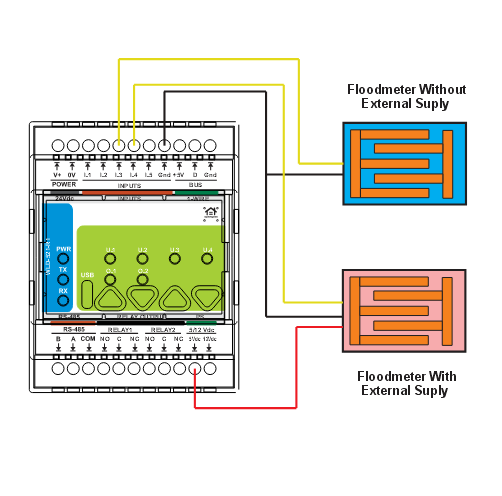 Floodmeter Without
External Suply
V+ 0V I.1 I.2 I.3 I.4 I.5 Gnd +5V D Gnd
POWER INPUTS BUS
24Vdc INPUTS 1-WIRE
PWR
TX
RX
USB
U.1 U.2 U.3 U.4
O.1 O.2
RS-485 RELAY OUTPUT
RS-485 RELAY1 RELAY2 5/12 Vdc
B A COM NO C NC NO C NC 5Vdc 12Vdc
Floodmeter With
External Suply